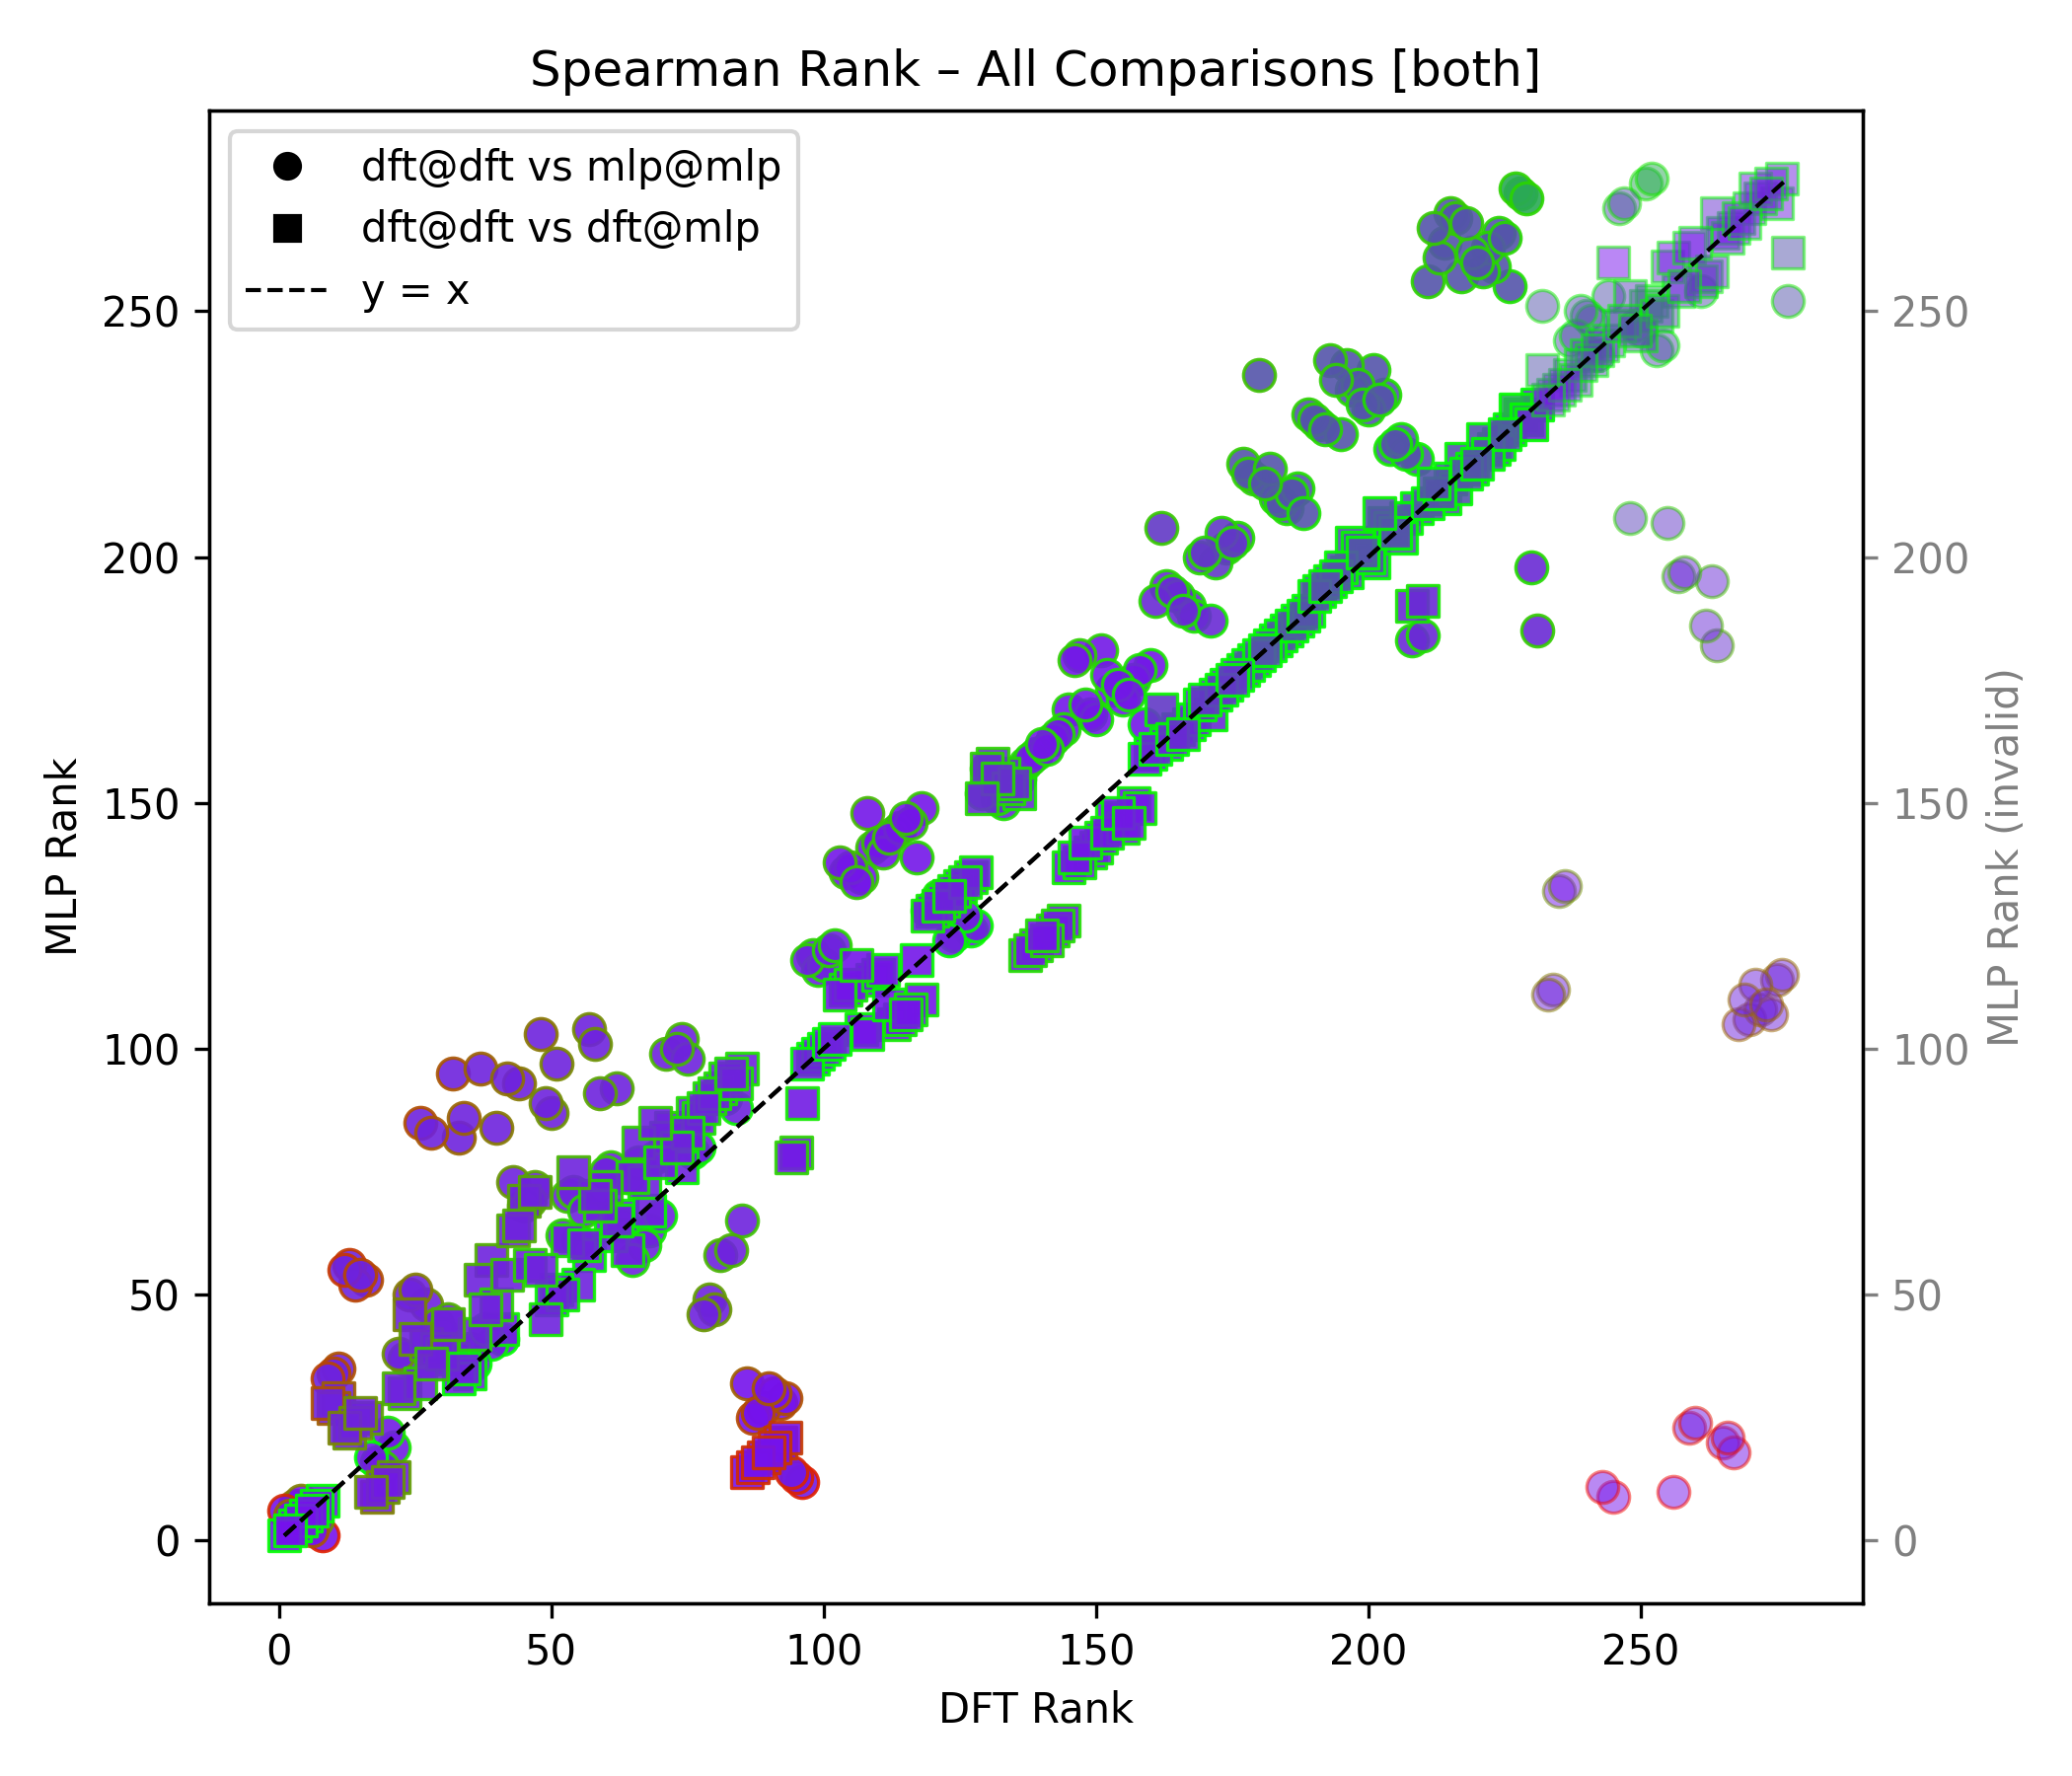 Spearman Rank – All Comparisons [both]
dft@dft vs mlp@mlp
dft@dft vs dft@mlp
y = x
MLP Rank
250
200
150
100
50
0
0
50
100
150
200
250
DFT Rank
250
200
150
100
50
0
MLP Rank (invalid)